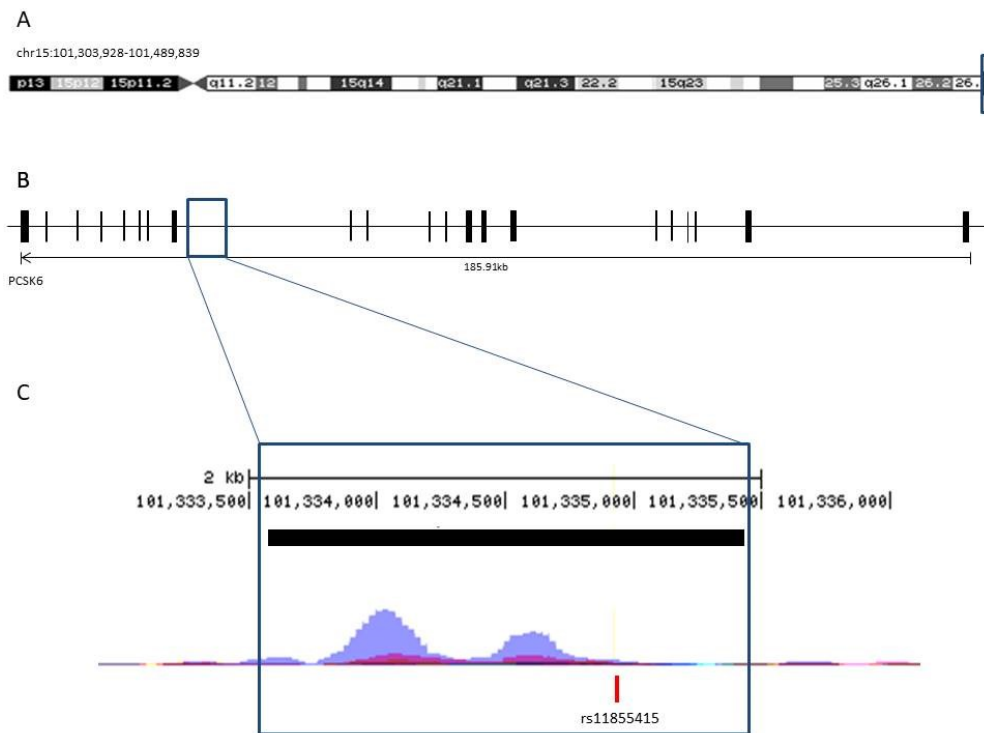 A
chr15:101,303,928-101,489,839
p13 15p12 15p11.2 q11.2 12 15q14 q21.1 q21.3 22.2 15q23 25.3 q26.1 26.2 26.
B
185.91kb
PCSK6
C
2 kb
101,333,500| 101,334,000| 101,334,500| 101,335,000| 101,335,500| 101,336,000|
rs11855415